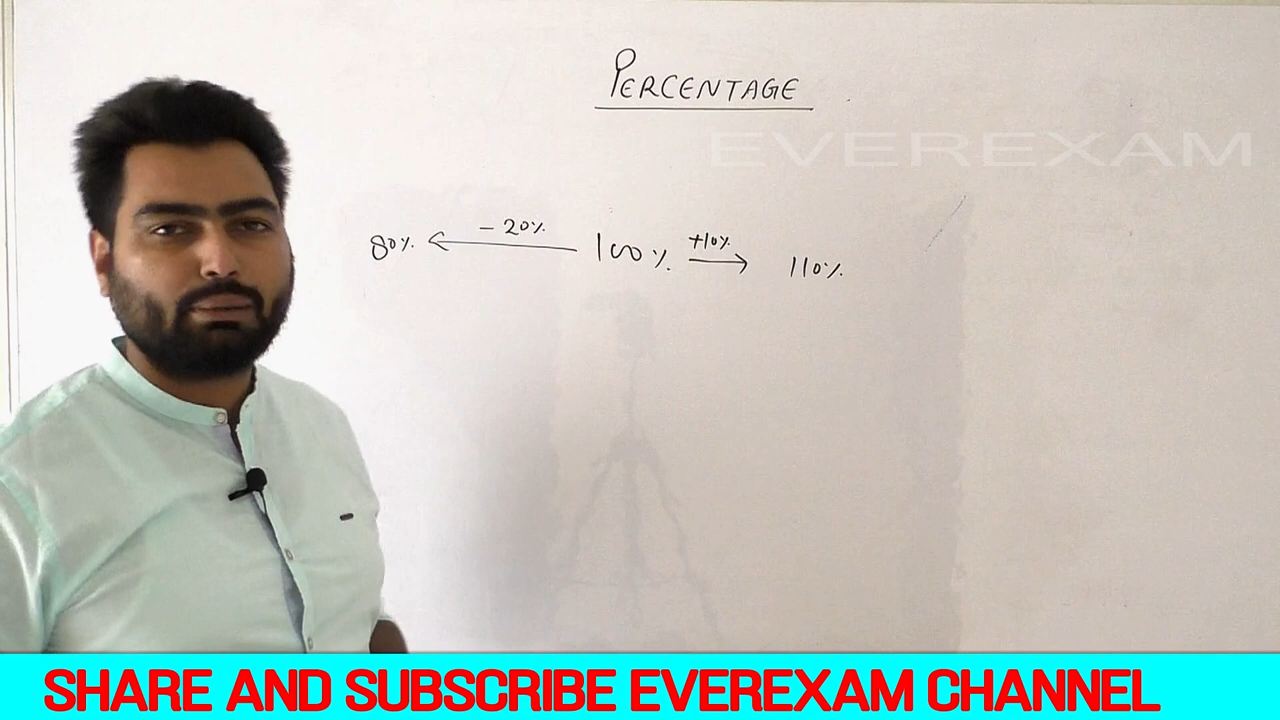 PERCENTAGE
EVEREXAM
80% ← -20% 100% +10% → 110%
SHARE AND SUBSCRIBE EVEREXAM CHANNEL